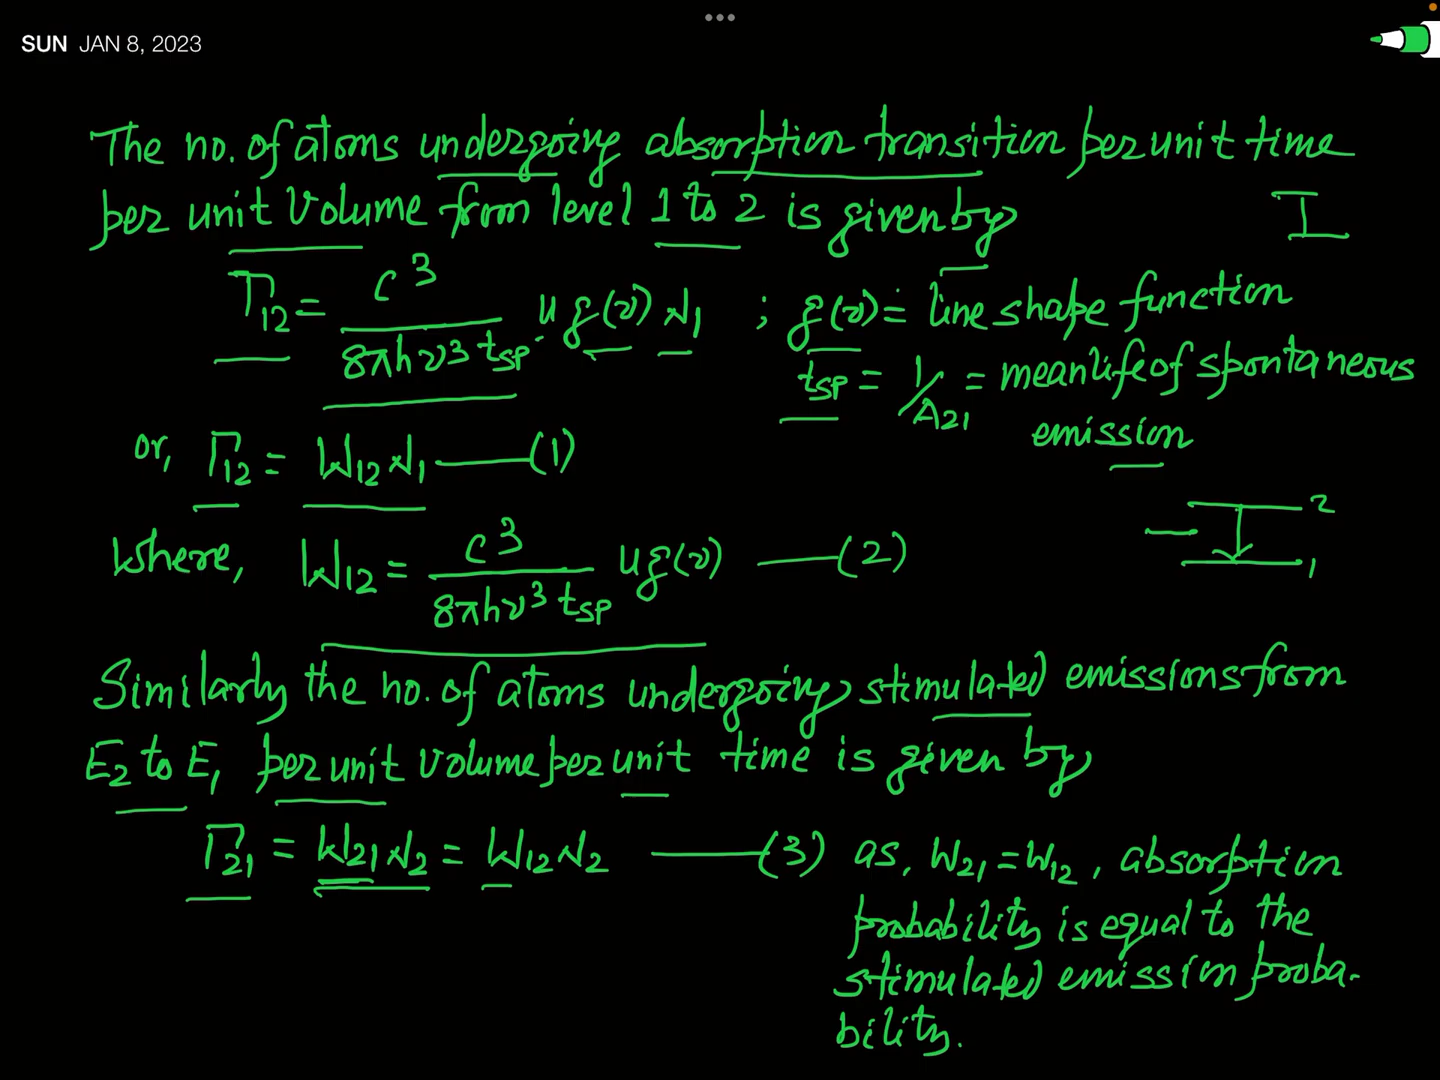 SUN JAN 8, 2023
The no. of atoms undergoing absorption transition per unit time
per unit volume from level 1 to 2 is given by
Γ12 = c³/8πhν³tsp · u g(ν) N1 ; g(ν) = line shape function
tsp = 1/A21 = mean life of spontaneous
emission
or, Γ12 = W12 N1 ——(1)
2
1
Where, W12 = c³/8πhν³tsp u g(ν) ——(2)
Similarly the no. of atoms undergoing stimulated emissions from
E2 to E1 per unit volume per unit time is given by
Γ21 = W21 N2 = W12 N2 ——(3) as, W21 = W12, absorption
probability is equal to the
stimulated emission proba-
bility.